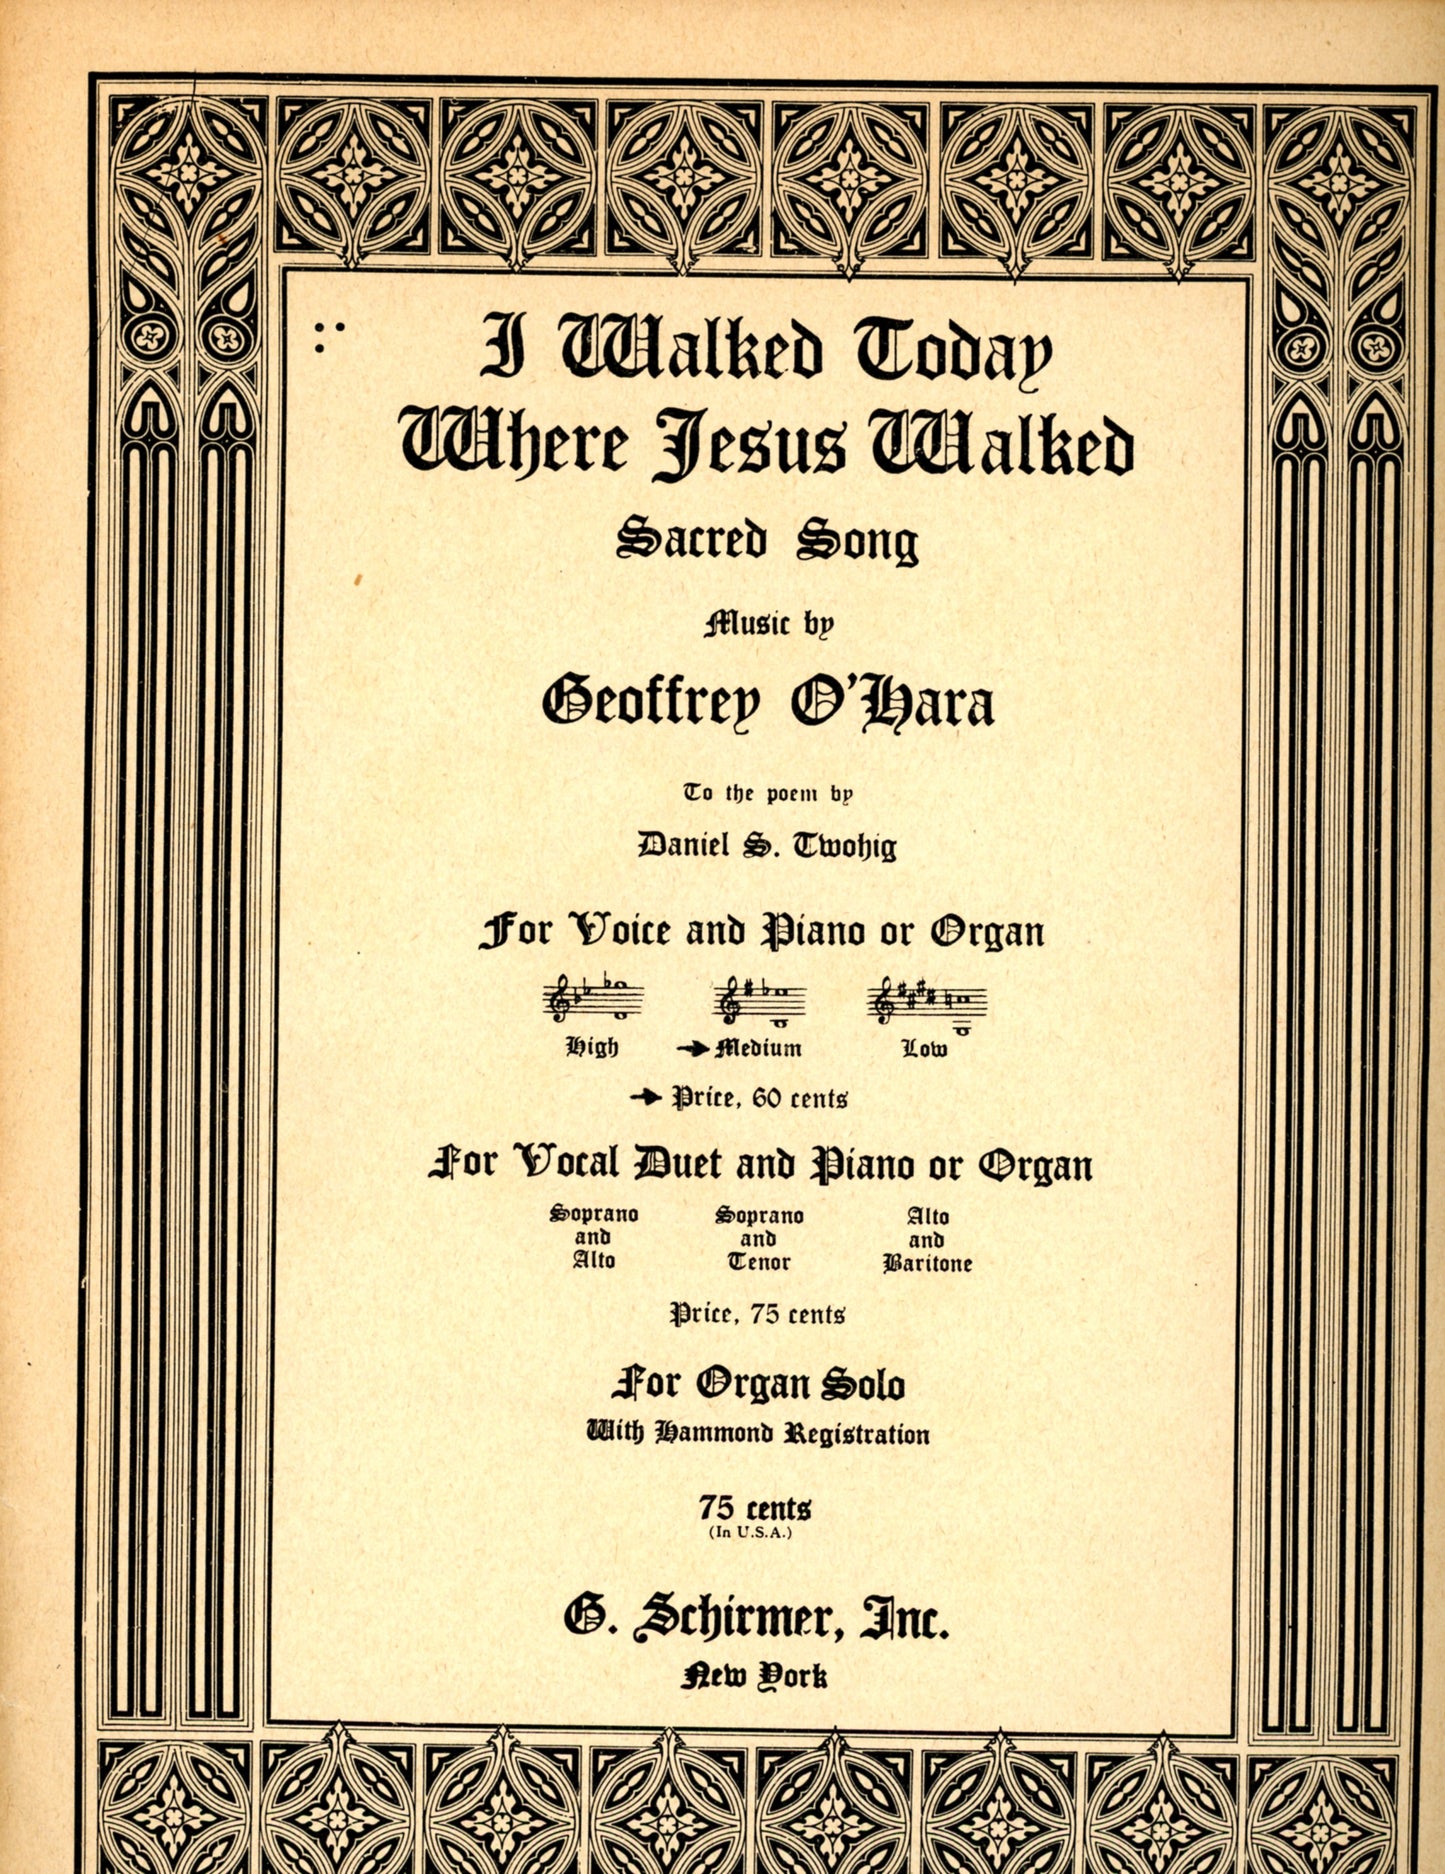 I Walked Today
Where Jesus Walked
Sacred Song
Music by
Geoffrey O'Hara
To the poem by
Daniel S. Twohig
For Voice and Piano or Organ
High → Medium Low
→ Price, 60 cents
For Vocal Duet and Piano or Organ
Soprano Soprano Alto
and and and
Alto Tenor Baritone
Price, 75 cents
For Organ Solo
With Hammond Registration
75 cents
(In U.S.A.)
G. Schirmer, Inc.
New York